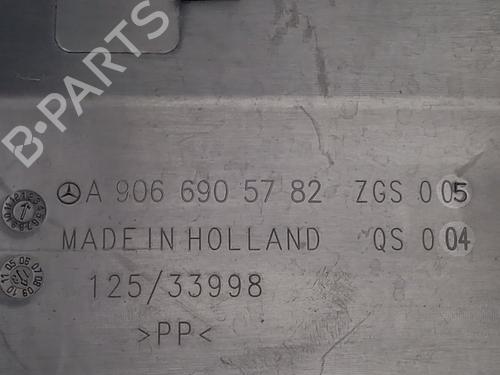 B-PARTS
A 906 690 57 82 ZGS 005
MADE IN HOLLAND QS 004
125/33998
>PP<